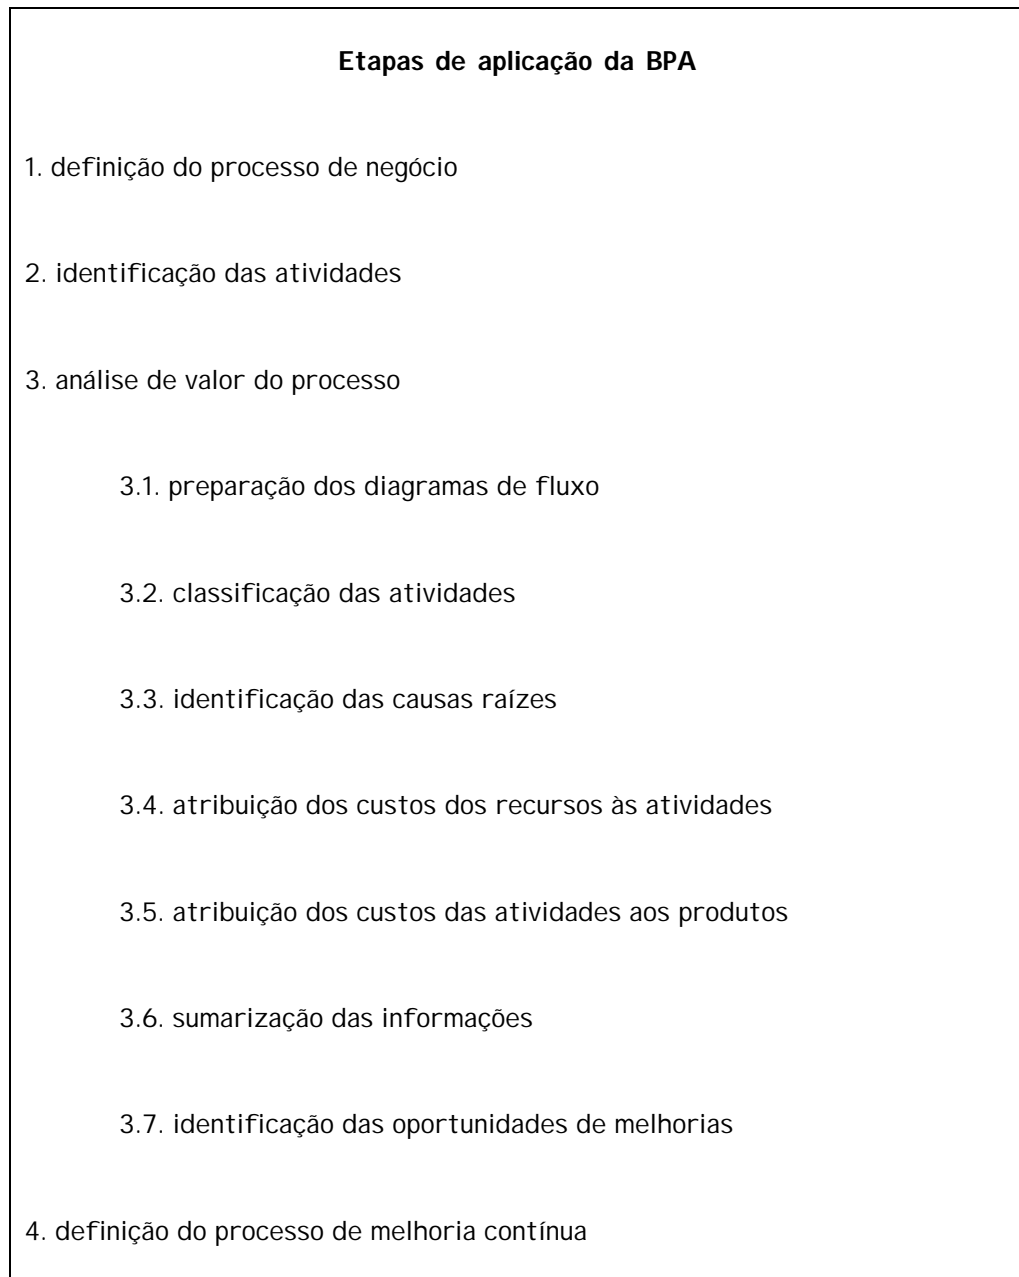 Etapas de aplicação da BPA
1. definição do processo de negócio
2. identificação das atividades
3. análise de valor do processo
3.1. preparação dos diagramas de fluxo
3.2. classificação das atividades
3.3. identificação das causas raízes
3.4. atribuição dos custos dos recursos às atividades
3.5. atribuição dos custos das atividades aos produtos
3.6. sumarização das informações
3.7. identificação das oportunidades de melhorias
4. definição do processo de melhoria contínua